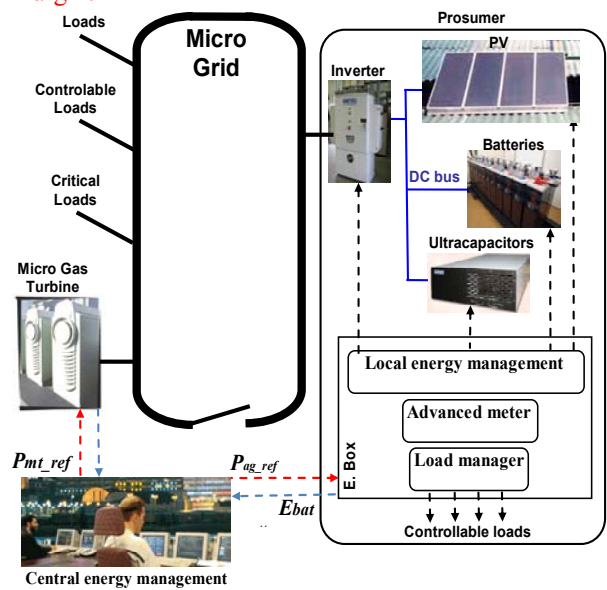 Loads
Micro
Grid
Prosumer
PV
Inverter
Controlable
Loads
Batteries
DC bus
Critical
Loads
Ultracapacitors
Micro Gas
Turbine
Local energy management
Advanced meter
Load manager
E. Box
Pmt_ref
Pag_ref
Ebat
..
Controllable loads
Central energy management